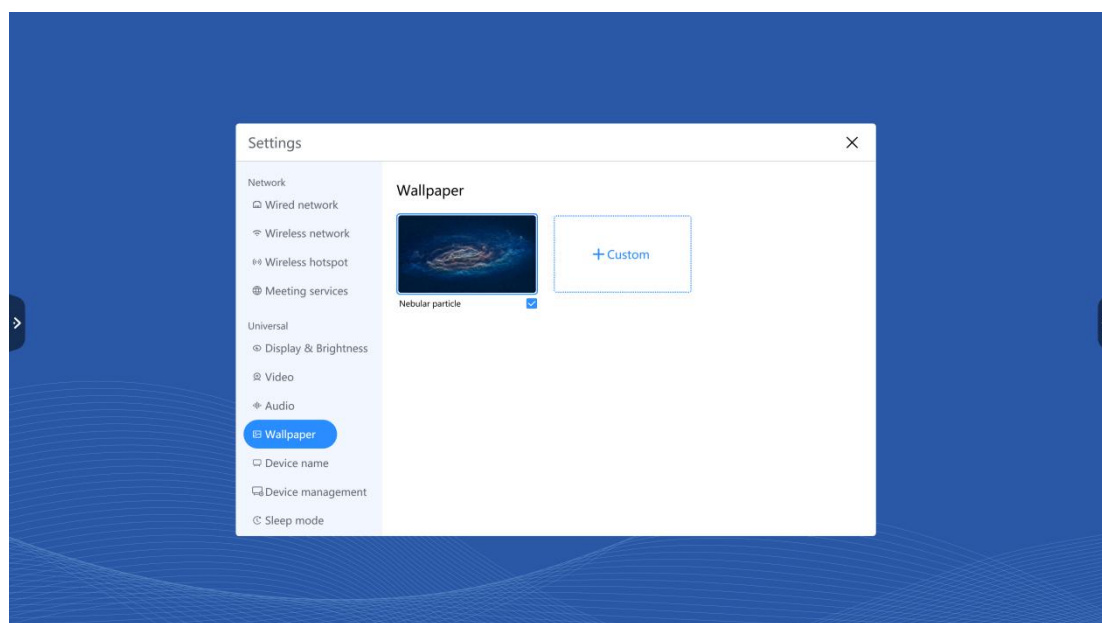 Settings
Network
Wired network
Wireless network
Wireless hotspot
Meeting services
Universal
Display & Brightness
Video
Audio
Wallpaper
Device name
Device management
Sleep mode
Wallpaper
+ Custom
Nebular particle